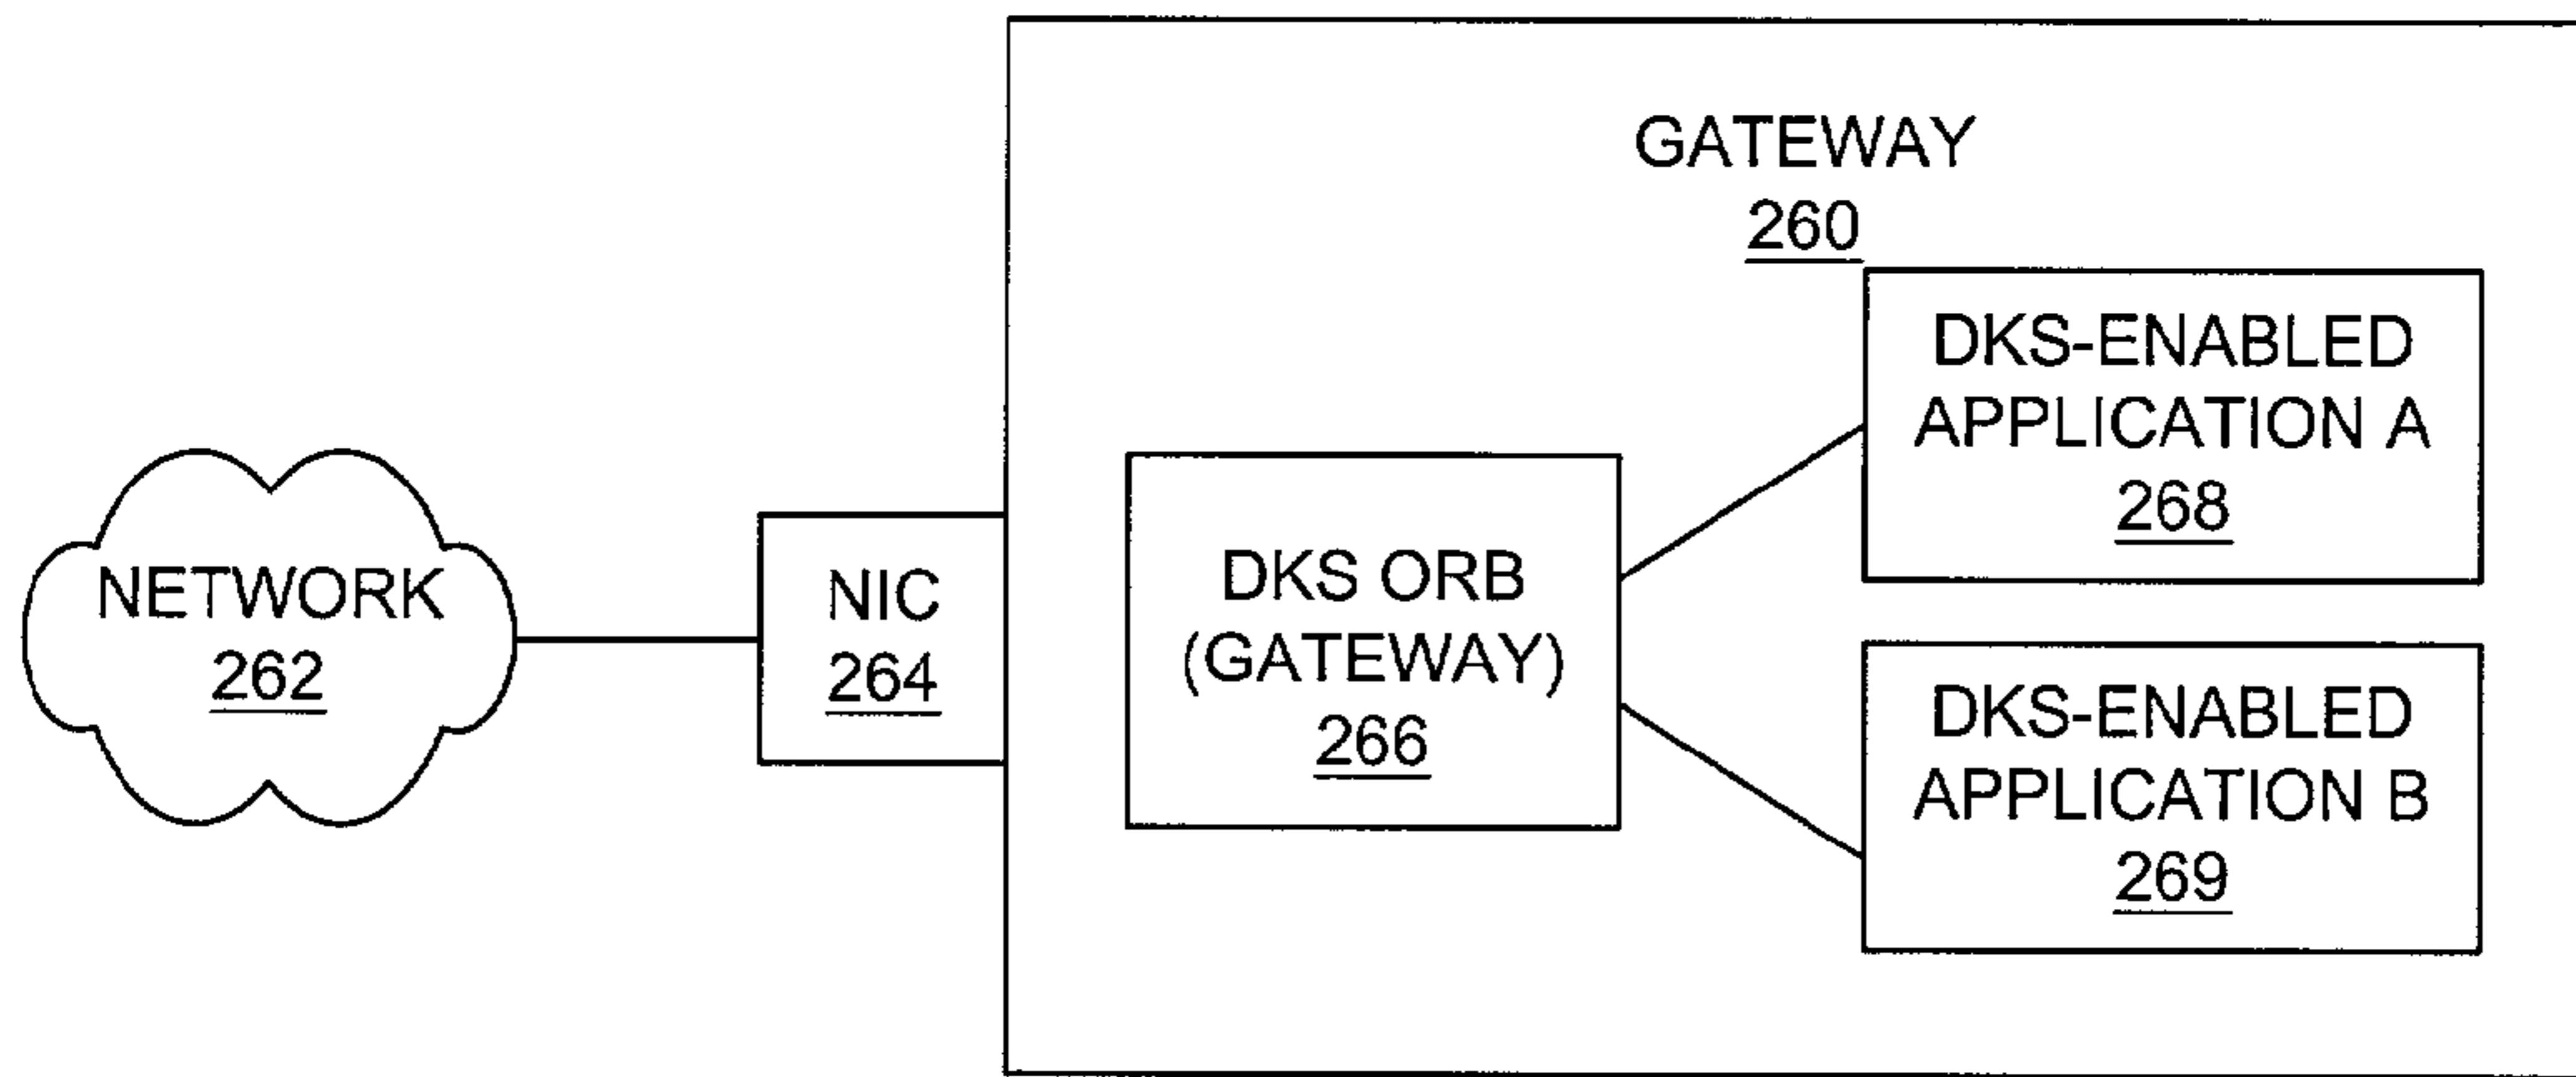 GATEWAY
260
NETWORK
262
NIC
264
DKS ORB
(GATEWAY)
266
DKS-ENABLED
APPLICATION A
268
DKS-ENABLED
APPLICATION B
269